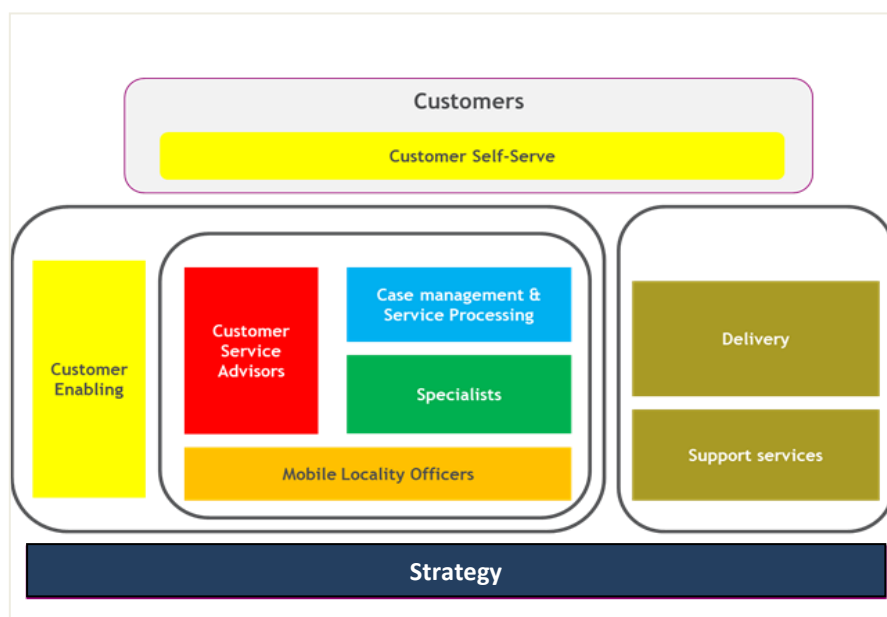 Customers
Customer Self-Serve
Customer
Enabling
Customer
Service
Advisors
Case management &
Service Processing
Specialists
Mobile Locality Officers
Delivery
Support services
Strategy